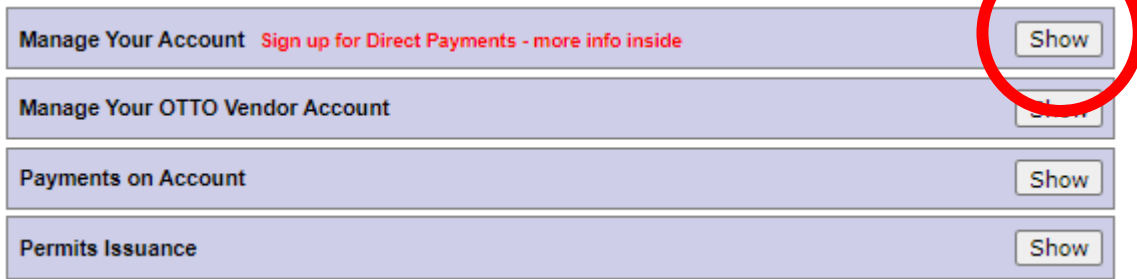 Manage Your Account Sign up for Direct Payments - more info inside Show
Manage Your OTTO Vendor Account Show
Payments on Account Show
Permits Issuance Show